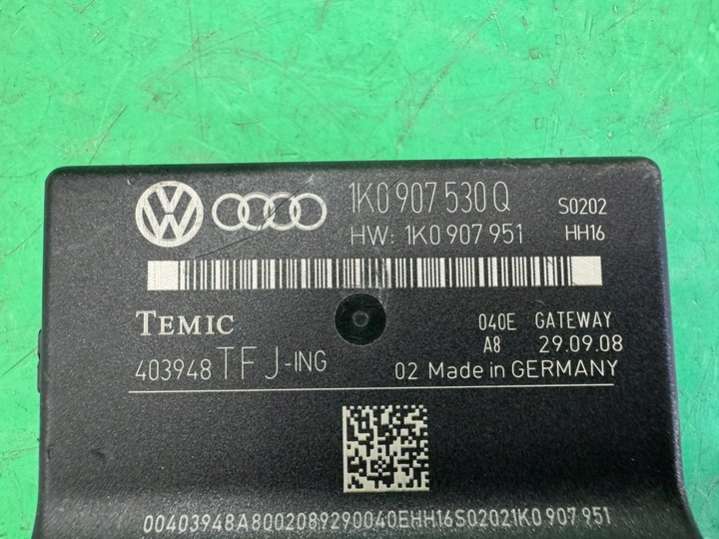 1K0 907 530 Q S0202
HW: 1K0 907 951 HH16
TEMIC 040E GATEWAY
A8 29.09.08
403948 TFJ-ING 02 Made in GERMANY
00403948A8002089290040EHH16S02021K0 907 951